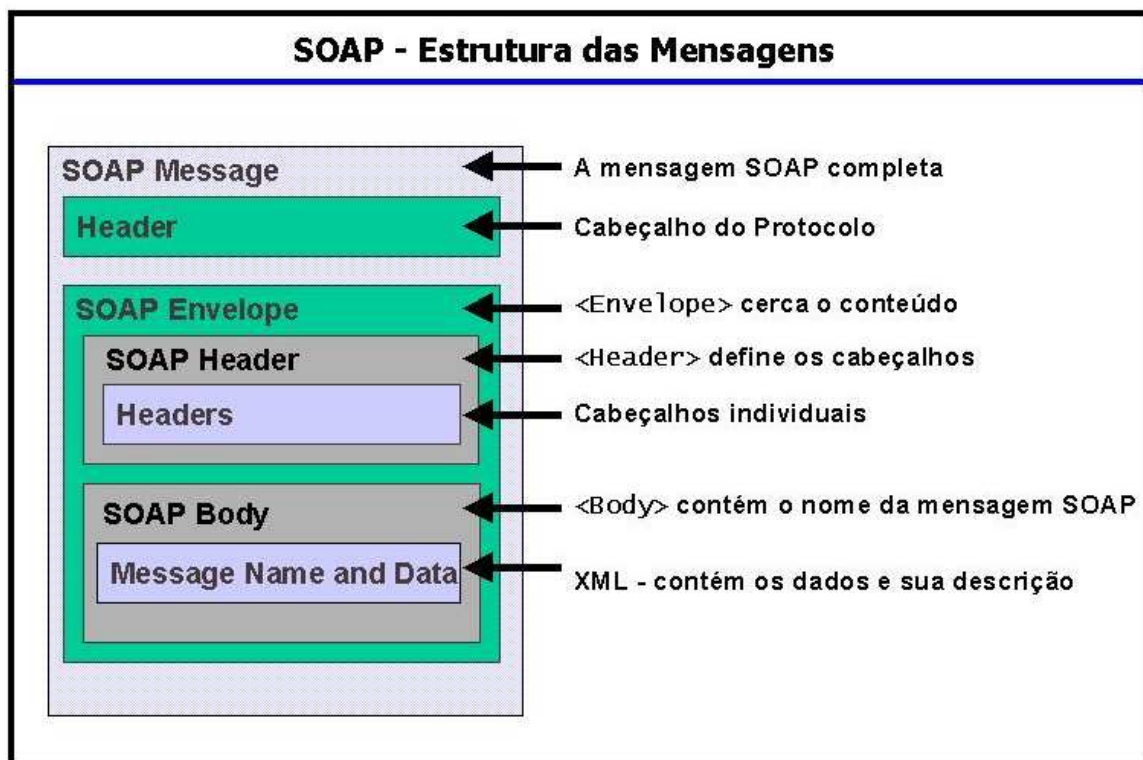 SOAP - Estrutura das Mensagens
SOAP Message
A mensagem SOAP completa
Header
Cabeçalho do Protocolo
SOAP Envelope
<Envelope> cerca o conteúdo
SOAP Header
<Header> define os cabeçalhos
Headers
Cabeçalhos individuais
SOAP Body
<Body> contém o nome da mensagem SOAP
Message Name and Data
XML - contém os dados e sua descrição